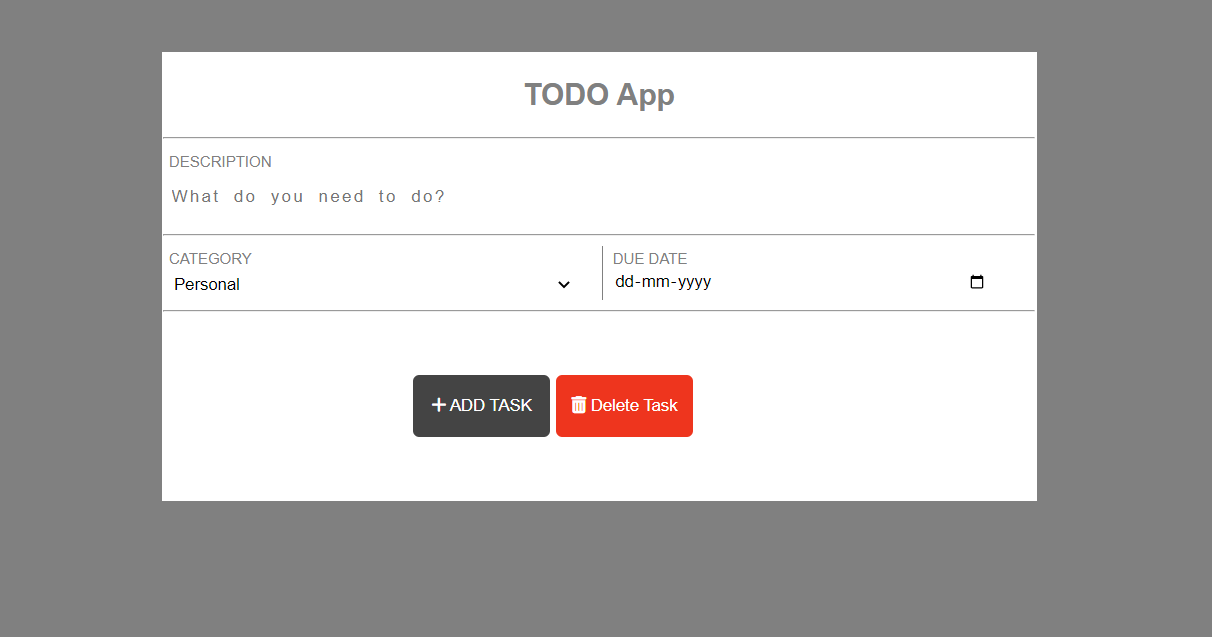 TODO App
DESCRIPTION
What do you need to do?
CATEGORY
DUE DATE
Personal
dd-mm-yyyy
ADD TASK
Delete Task